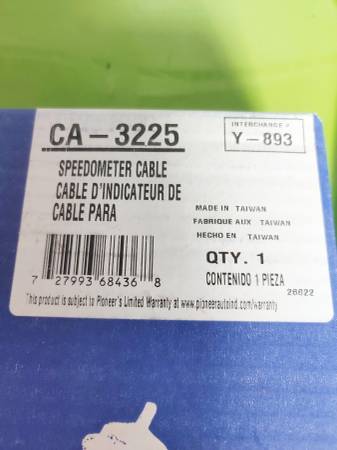 CA-3225
INTERCHANGE #
Y-893
SPEEDOMETER CABLE
CABLE D'INDICATEUR DE
CABLE PARA
MADE IN TAIWAN
FABRIQUE AUX TAIWAN
HECHO EN TAIWAN
QTY. 1
CONTENIDO 1 PIEZA
7 27993 68436 8
26622
This product is subject to Pioneer's Limited Warranty at www.pioneerautoind.com/warranty